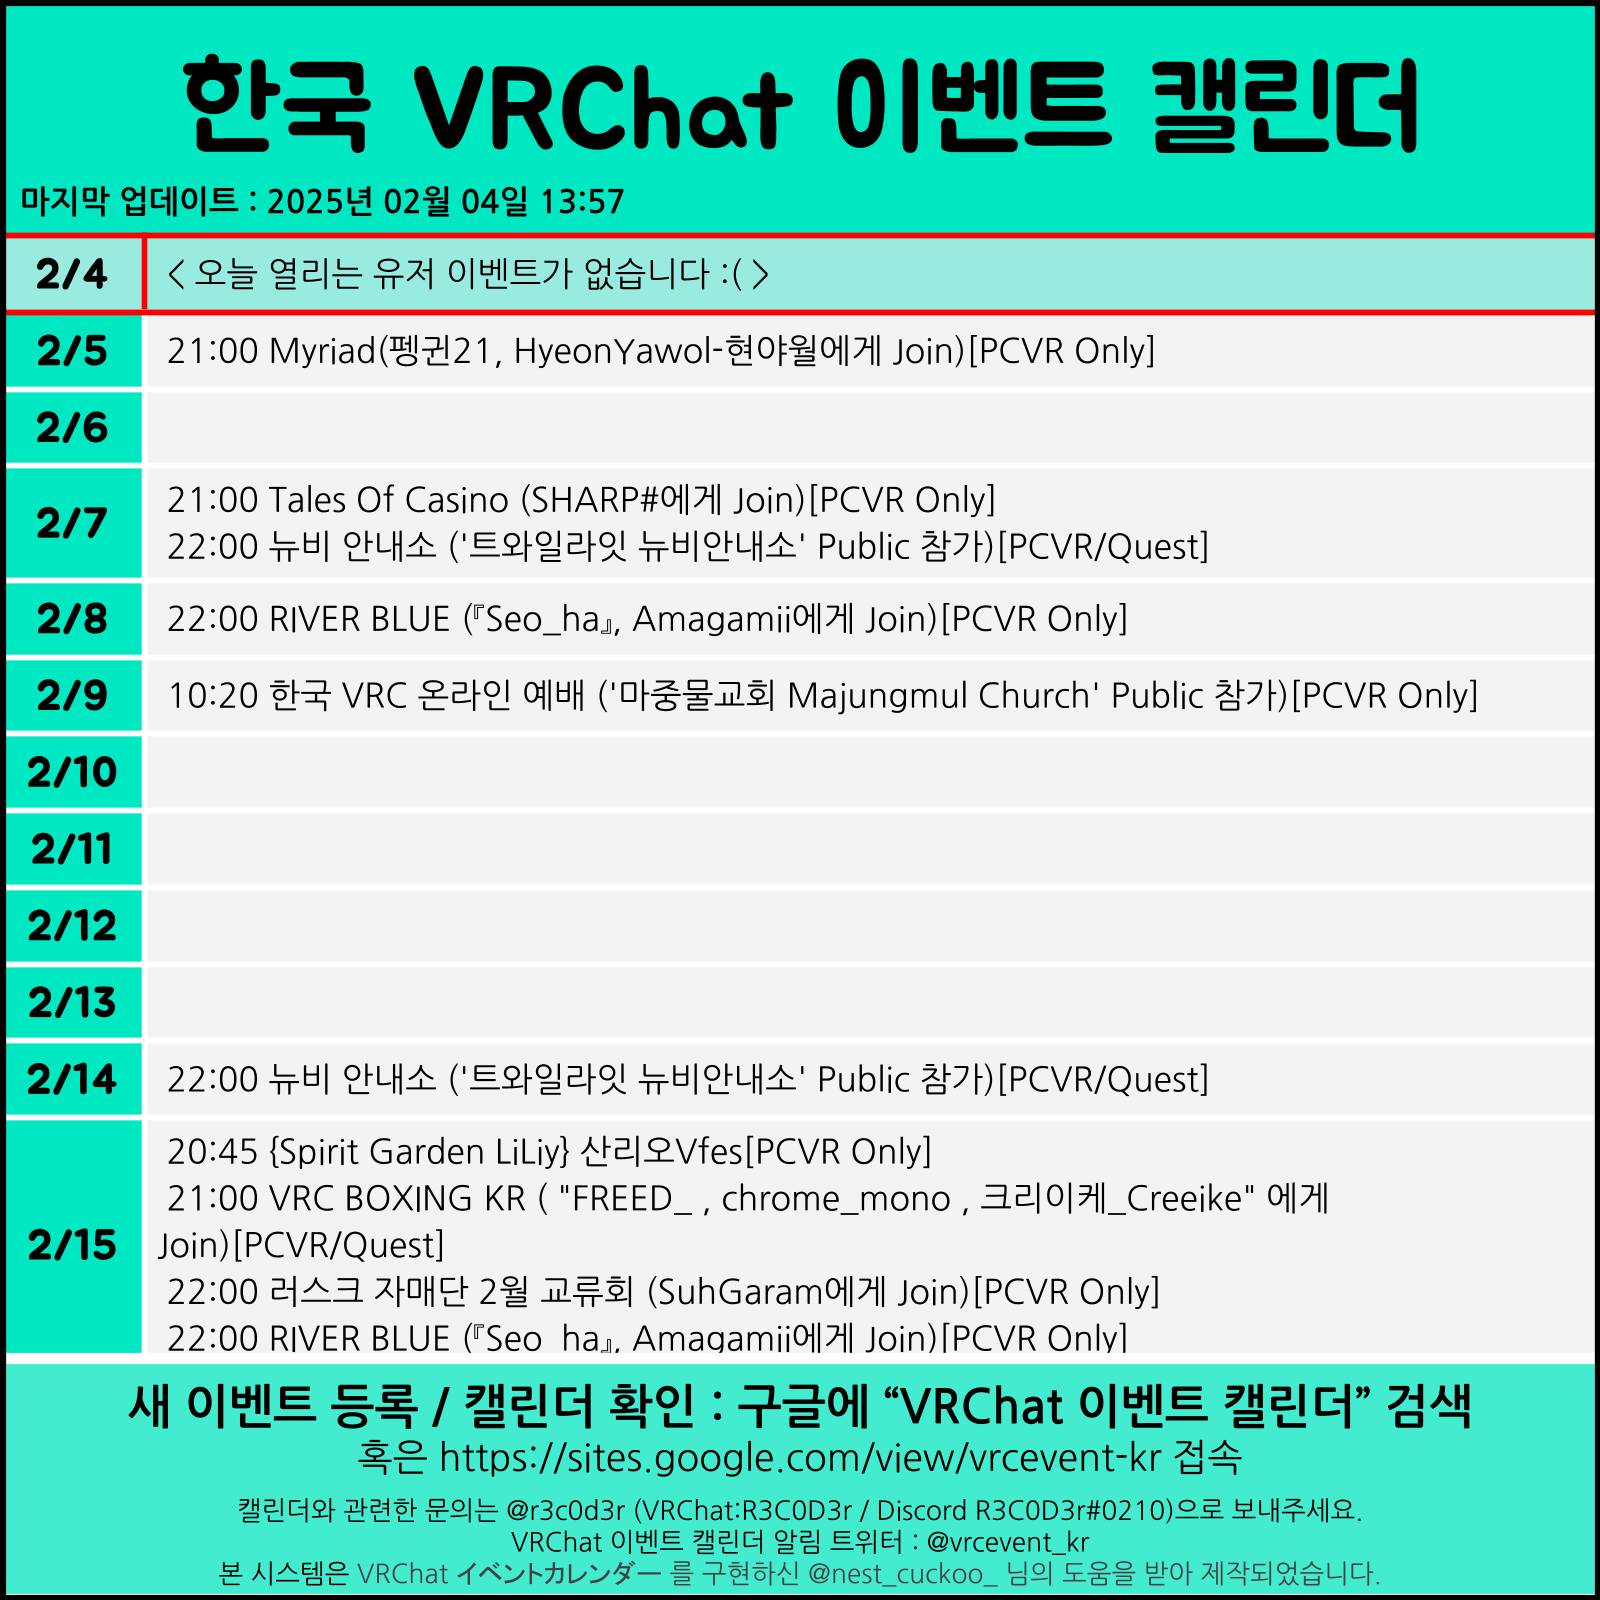 한국 VRChat 이벤트 캘린더
마지막 업데이트 : 2025년 02월 04일 13:57
2/4 < 오늘 열리는 유저 이벤트가 없습니다 :( >
2/5 21:00 Myriad(펭귄21, HyeonYawol-현야월에게 Join)[PCVR Only]
2/6
2/7 21:00 Tales Of Casino (SHARP#에게 Join)[PCVR Only]
22:00 뉴비 안내소 ('트와일라잇 뉴비안내소' Public 참가)[PCVR/Quest]
2/8 22:00 RIVER BLUE (『Seo_ha』, Amagamii에게 Join)[PCVR Only]
2/9 10:20 한국 VRC 온라인 예배 ('마중물교회 Majungmul Church' Public 참가)[PCVR Only]
2/10
2/11
2/12
2/13
2/14 22:00 뉴비 안내소 ('트와일라잇 뉴비안내소' Public 참가)[PCVR/Quest]
2/15 20:45 {Spirit Garden LiLiy} 산리오Vfes[PCVR Only]
21:00 VRC BOXING KR ( "FREED_ , chrome_mono , 크리이케_Creeike" 에게
Join)[PCVR/Quest]
22:00 러스크 자매단 2월 교류회 (SuhGaram에게 Join)[PCVR Only]
22:00 RIVER BLUE (『Seo_ha』, Amagamii에게 Join)[PCVR Only]
새 이벤트 등록 / 캘린더 확인 : 구글에 “VRChat 이벤트 캘린더” 검색
혹은 https://sites.google.com/view/vrcevent-kr 접속
캘린더와 관련한 문의는 @r3c0d3r (VRChat:R3C0D3r / Discord R3C0D3r#0210)으로 보내주세요.
VRChat 이벤트 캘린더 알림 트위터 : @vrcevent_kr
본 시스템은 VRChat イベントカレンダー 를 구현하신 @nest_cuckoo_ 님의 도움을 받아 제작되었습니다.